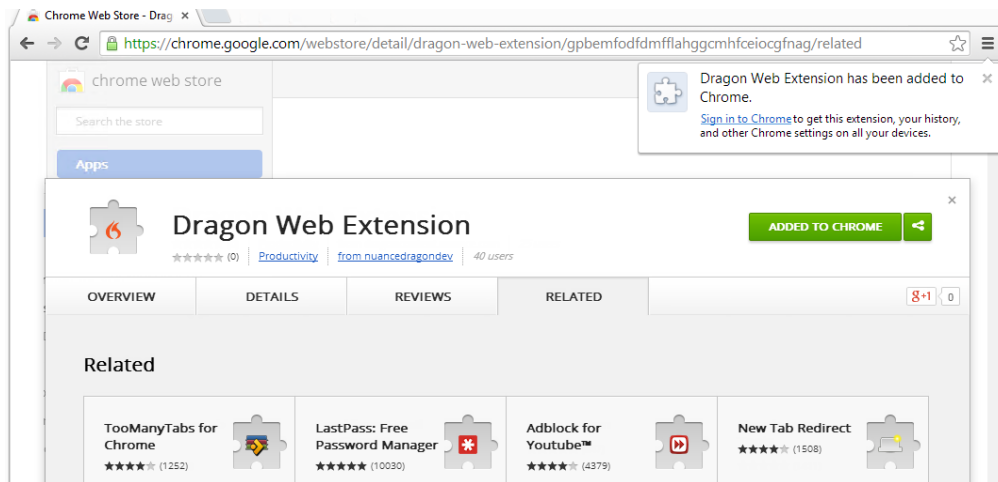 Chrome Web Store - Drag
https://chrome.google.com/webstore/detail/dragon-web-extension/gpbemfodfdmfflahggcmhfceiocgfnag/related
chrome web store
Search the store
Apps
Dragon Web Extension has been added to
Chrome.
Sign in to Chrome to get this extension, your history,
and other Chrome settings on all your devices.
Dragon Web Extension
(0) Productivity from nuancedragondev 40 users
ADDED TO CHROME
OVERVIEW DETAILS REVIEWS RELATED
g+1 0
Related
TooManyTabs for
Chrome
(1252)
LastPass: Free
Password Manager
(10030)
Adblock for
Youtube™
(4379)
New Tab Redirect
(1508)